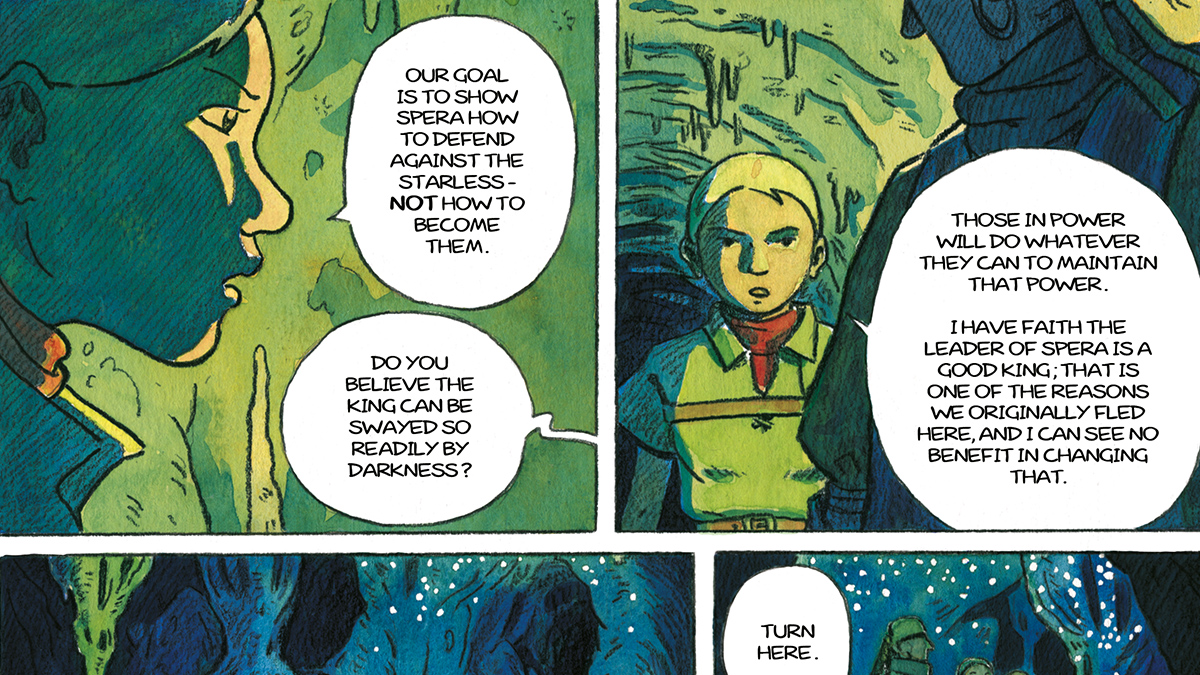 OUR GOAL
IS TO SHOW
SPERA HOW
TO DEFEND
AGAINST THE
STARLESS -
NOT HOW TO
BECOME
THEM.
DO YOU
BELIEVE THE
KING CAN BE
SWAYED SO
READILY BY
DARKNESS?
THOSE IN POWER
WILL DO WHATEVER
THEY CAN TO MAINTAIN
THAT POWER.
I HAVE FAITH THE
LEADER OF SPERA IS A
GOOD KING; THAT IS
ONE OF THE REASONS
WE ORIGINALLY FLED
HERE, AND I CAN SEE NO
BENEFIT IN CHANGING
THAT.
TURN
HERE.